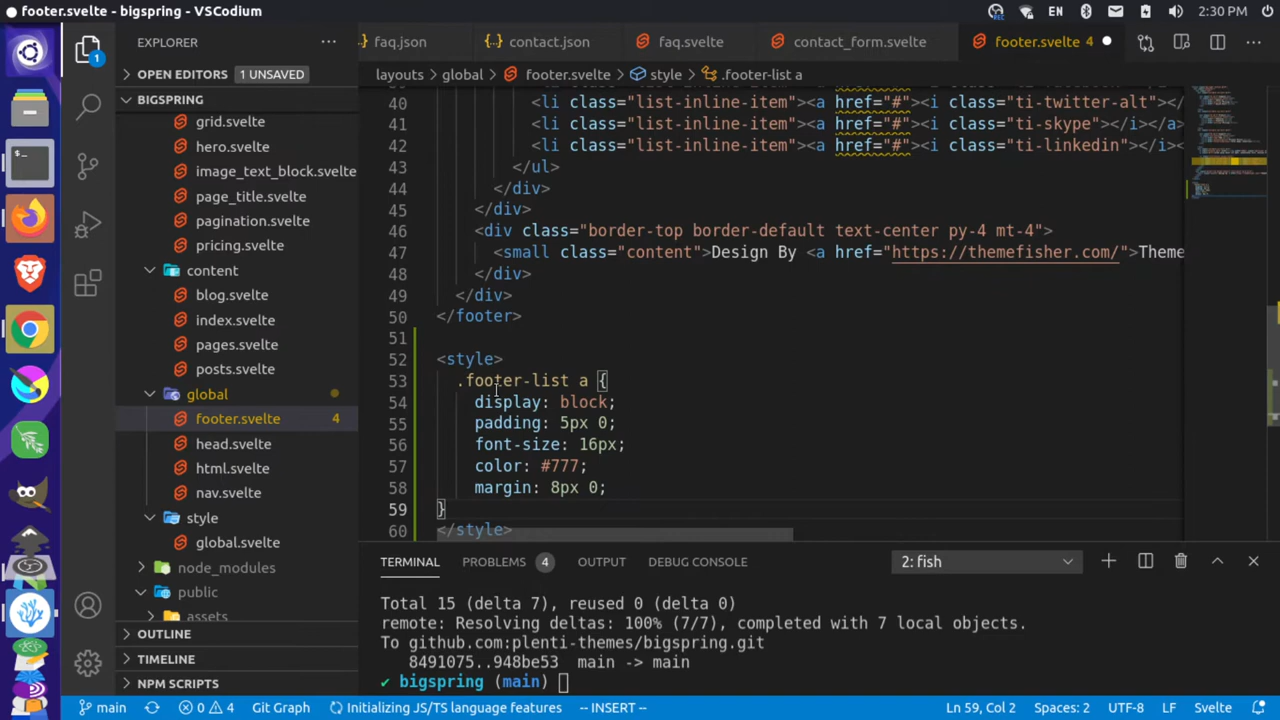 footer.svelte - bigspring - VSCodium
EN
2:30 PM
EXPLORER
faq.json
contact.json
faq.svelte
contact_form.svelte
footer.svelte 4
OPEN EDITORS 1 UNSAVED
layouts > global > footer.svelte > style > .footer-list a
BIGSPRING
grid.svelte
hero.svelte
image_text_block.svelte
page_title.svelte
pagination.svelte
pricing.svelte
content
blog.svelte
index.svelte
pages.svelte
posts.svelte
global
footer.svelte 4
head.svelte
html.svelte
nav.svelte
style
global.svelte
node_modules
public
assets
OUTLINE
TIMELINE
NPM SCRIPTS
40 <li class="list-inline-item"><a href="#"><i class="ti-twitter-alt"></
41 <li class="list-inline-item"><a href="#"><i class="ti-skype"></i></a>
42 <li class="list-inline-item"><a href="#"><i class="ti-linkedin"></i><
43 </ul>
44 </div>
45 </div>
46 <div class="border-top border-default text-center py-4 mt-4">
47 <small class="content">Design By <a href="https://themefisher.com/">Theme
48 </div>
49 </div>
50 </footer>
51
52 <style>
53 .footer-list a {
54 display: block;
55 padding: 5px 0;
56 font-size: 16px;
57 color: #777;
58 margin: 8px 0;
59 }
60 </style>
TERMINAL PROBLEMS 4 OUTPUT DEBUG CONSOLE 2: fish
Total 15 (delta 7), reused 0 (delta 0)
remote: Resolving deltas: 100% (7/7), completed with 7 local objects.
To github.com:plenti-themes/bigspring.git
8491075..948be53 main -> main
✔ bigspring (main)
main 0 4 Git Graph Initializing JS/TS language features -- INSERT -- Ln 59, Col 2 Spaces: 2 UTF-8 LF Svelte